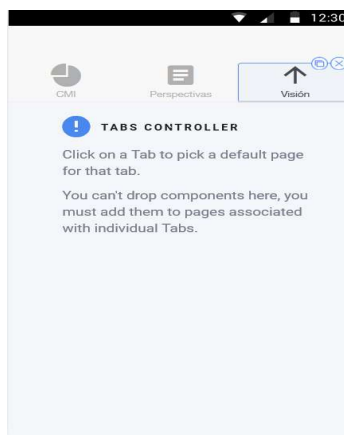 12:30
CMI
Perspectivas
Visión
TABS CONTROLLER
Click on a Tab to pick a default page
for that tab.
You can't drop components here, you
must add them to pages associated
with individual Tabs.